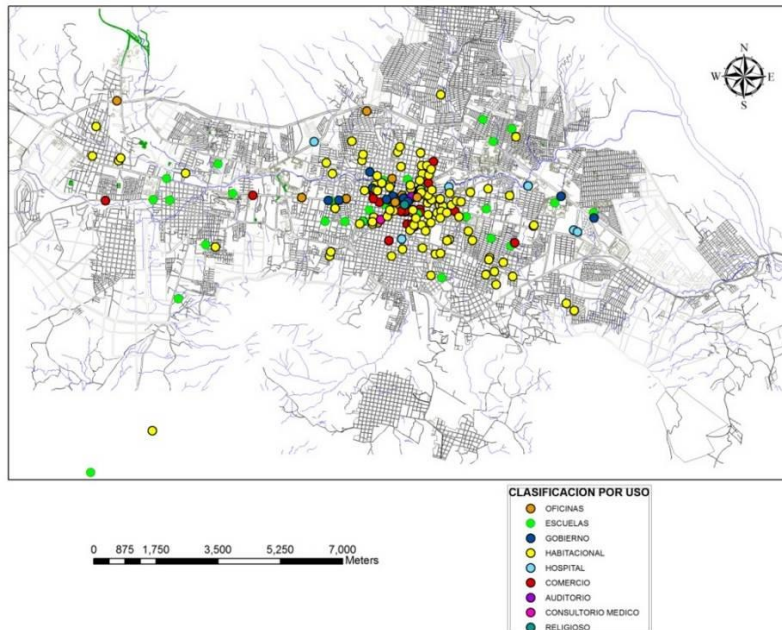 N
W E
S
CLASIFICACION POR USO
OFICINAS
ESCUELAS
GOBIERNO
HABITACIONAL
HOSPITAL
COMERCIO
AUDITORIO
CONSULTORIO MEDICO
RELIGIOSO
0 875 1,750 3,500 5,250 7,000
Meters